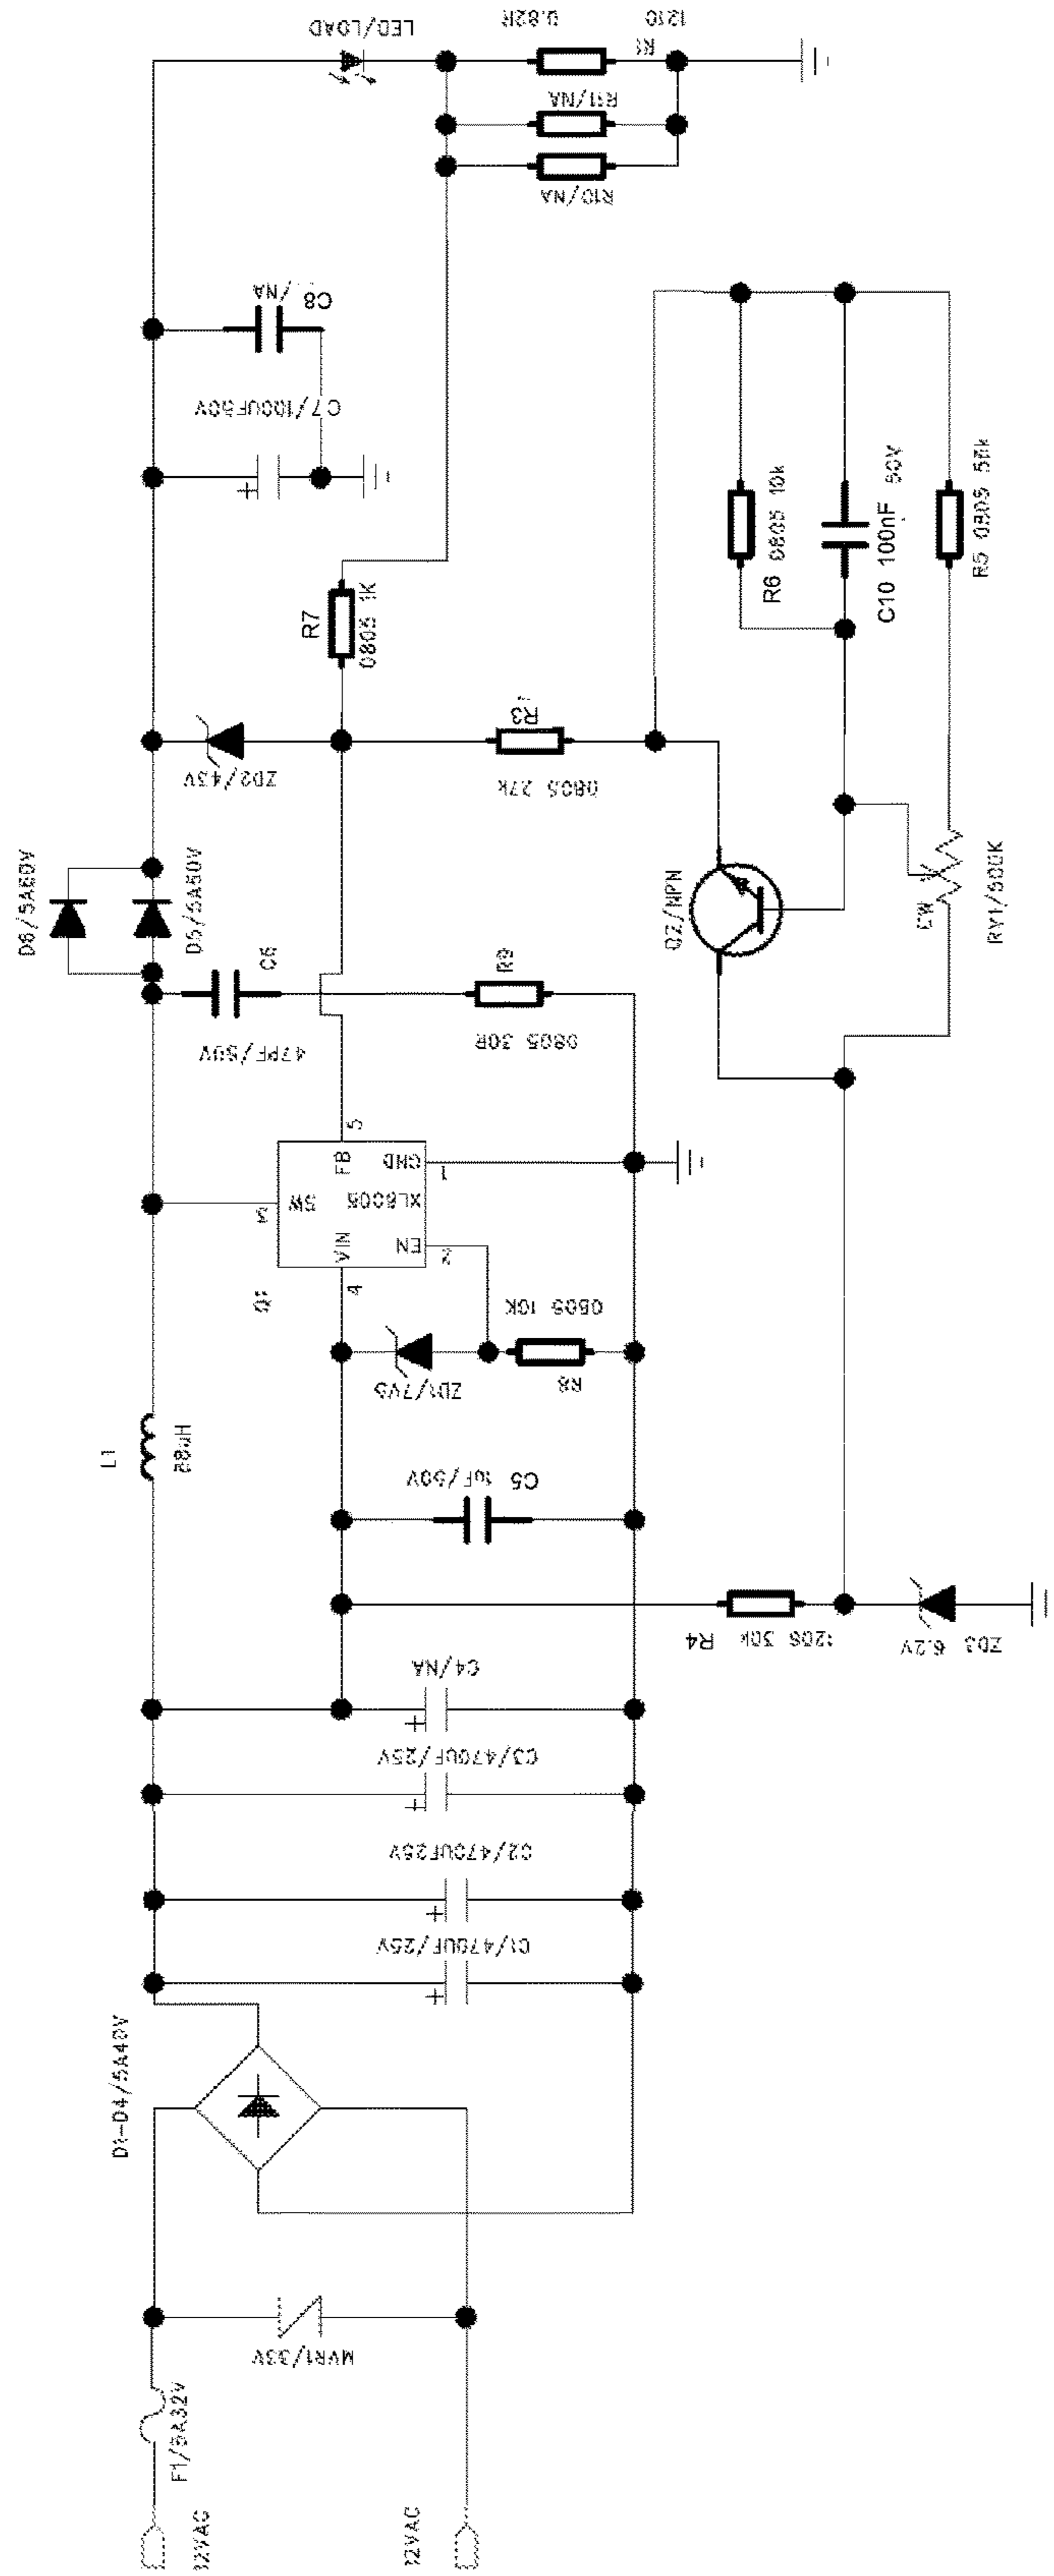 LED/LOAD
0.82R
1210
R1
R11/NA
R10/NA
C8
/NA
C7/100UF50V
R7
0805 1K
R6 0805 10k
C10 100nF 50V
R5 0805
ZD2/43V
R3
0805 27k
D6/5A60V
D5/5A60V
C6
47PF/50V
R9
0805 30R
Q2/NPN
CW
RV1/500K
5
FB
GND
1
SW
3
XL6005
VIN
4
EN
2
Q1
ZD1/7V5
0805 10K
R8
L1
68uH
1uF/50V
C5
C4/NA
R4
1206 30k
6.2V
ZD3
C3/470UF/25V
C2/470UF25V
C1/470UF/25V
D1-D4/5A40V
MVR1/33V
F1/5A32V
12VAC
12VAC